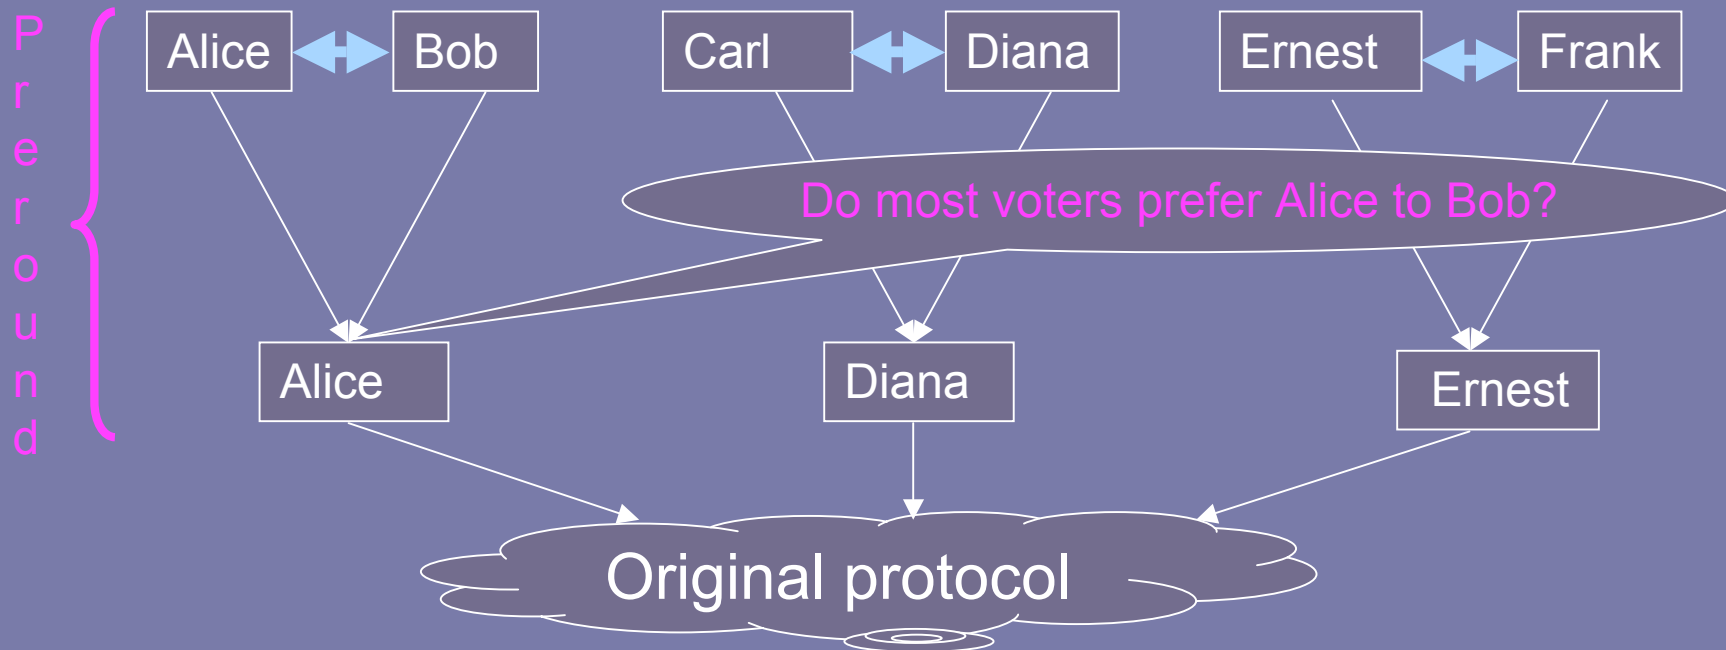 Preround
Alice Bob Carl Diana Ernest Frank
Do most voters prefer Alice to Bob?
Alice Diana Ernest
Original protocol